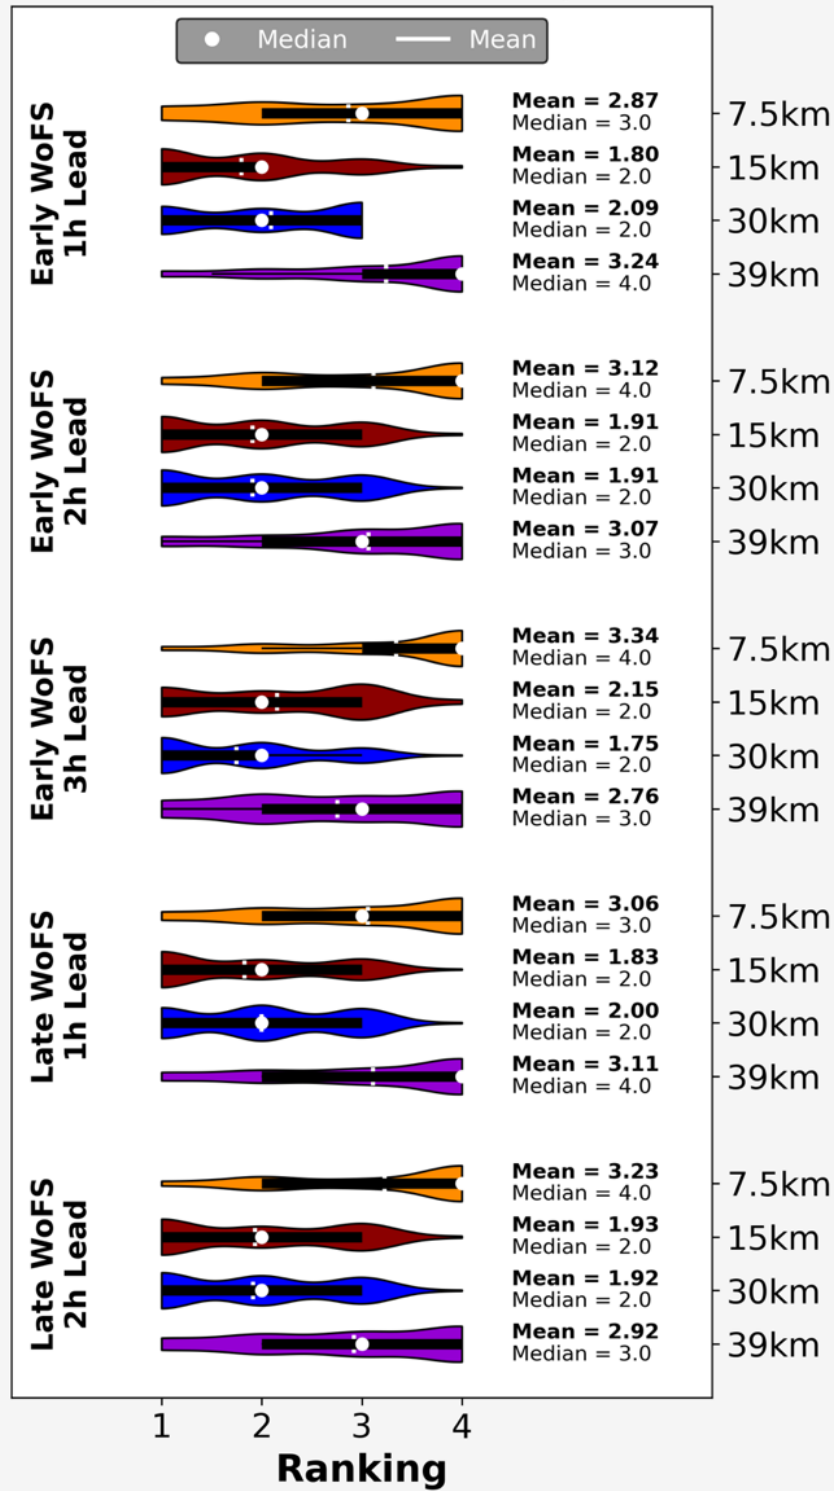 Median Mean
Early WoFS
1h Lead
Mean = 2.87
Median = 3.0
7.5km
Mean = 1.80
Median = 2.0
15km
Mean = 2.09
Median = 2.0
30km
Mean = 3.24
Median = 4.0
39km
Early WoFS
2h Lead
Mean = 3.12
Median = 4.0
7.5km
Mean = 1.91
Median = 2.0
15km
Mean = 1.91
Median = 2.0
30km
Mean = 3.07
Median = 3.0
39km
Early WoFS
3h Lead
Mean = 3.34
Median = 4.0
7.5km
Mean = 2.15
Median = 2.0
15km
Mean = 1.75
Median = 2.0
30km
Mean = 2.76
Median = 3.0
39km
Late WoFS
1h Lead
Mean = 3.06
Median = 3.0
7.5km
Mean = 1.83
Median = 2.0
15km
Mean = 2.00
Median = 2.0
30km
Mean = 3.11
Median = 4.0
39km
Late WoFS
2h Lead
Mean = 3.23
Median = 4.0
7.5km
Mean = 1.93
Median = 2.0
15km
Mean = 1.92
Median = 2.0
30km
Mean = 2.92
Median = 3.0
39km
1 2 3 4
Ranking